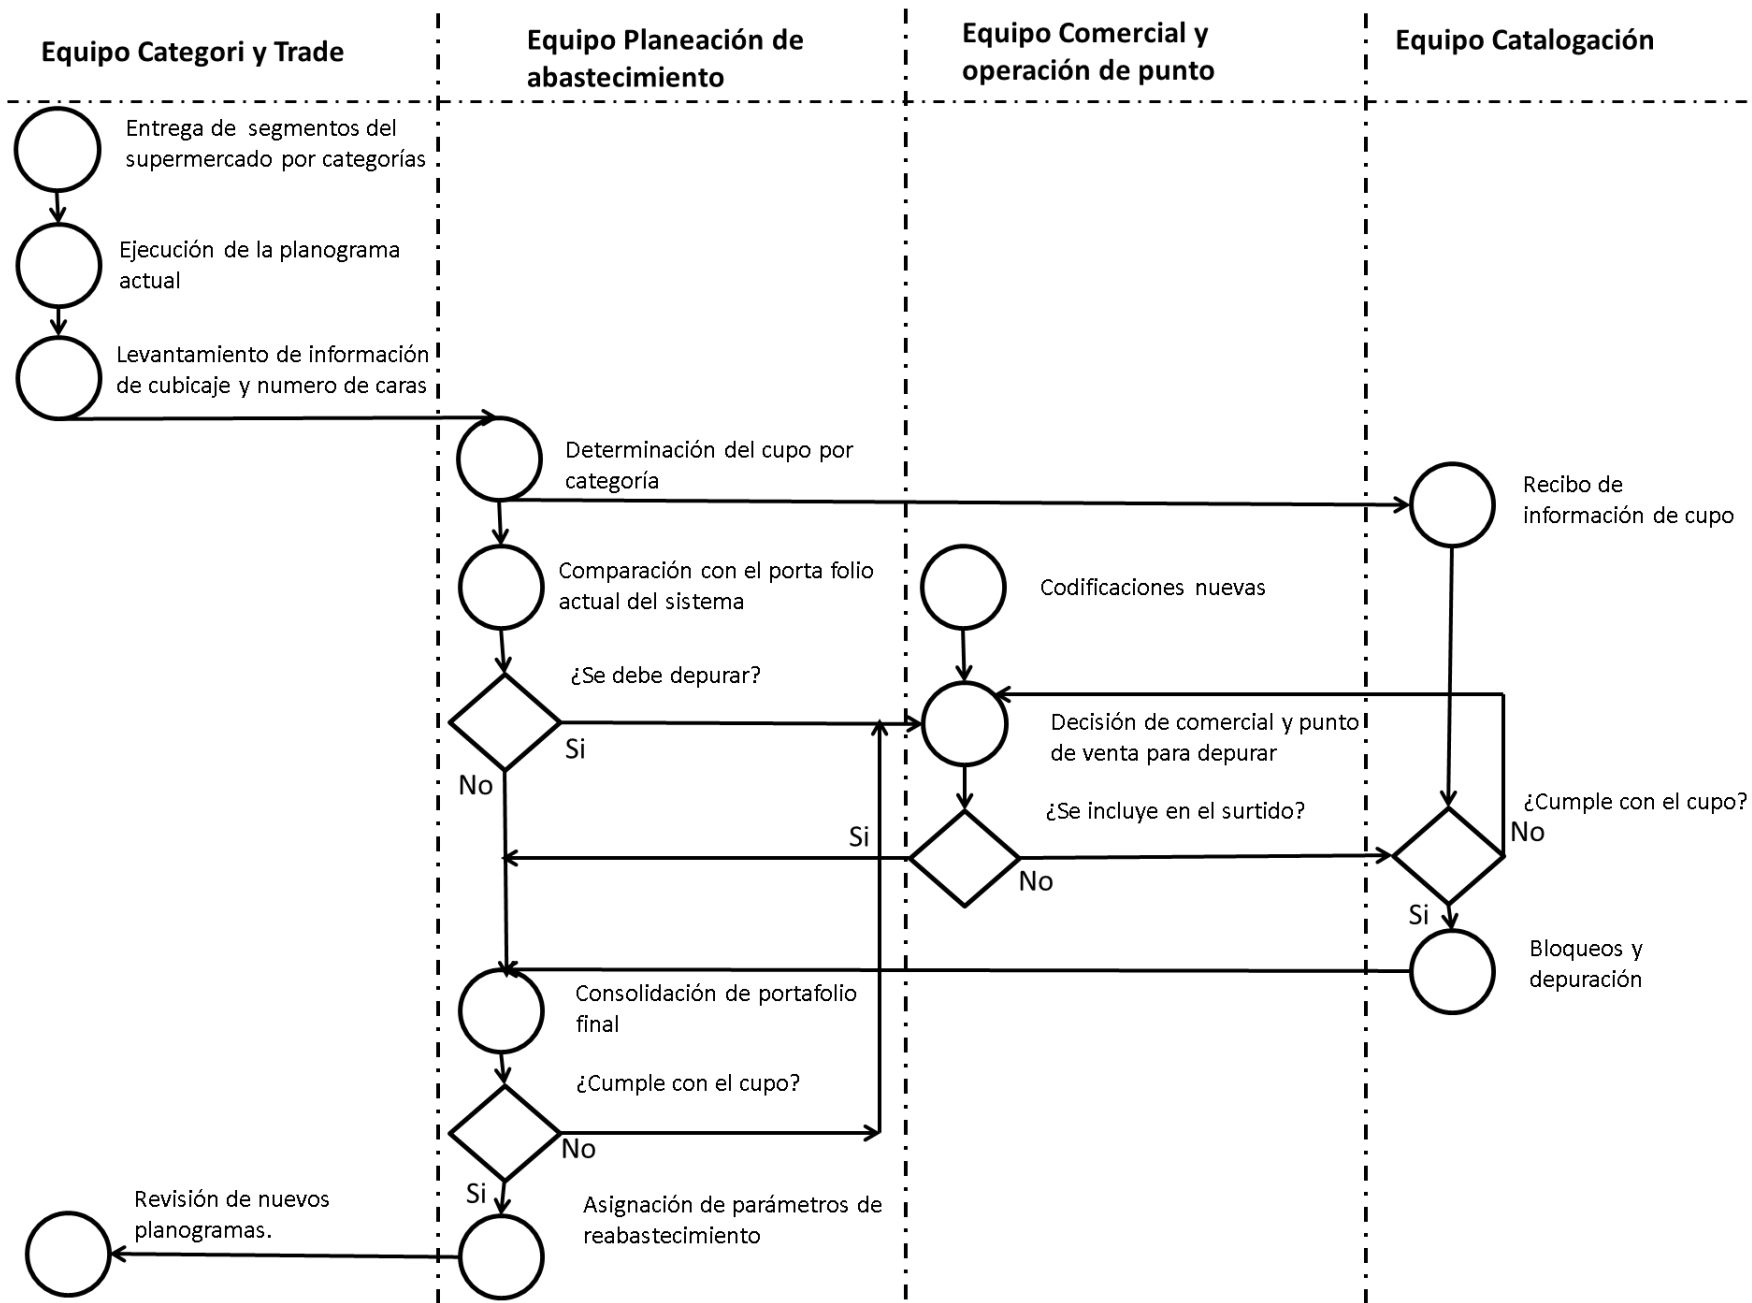 Equipo Categori y Trade
Equipo Planeación de
abastecimiento
Equipo Comercial y
operación de punto
Equipo Catalogación
Entrega de segmentos del
supermercado por categorías
Ejecución de la planograma
actual
Levantamiento de información
de cubicaje y numero de caras
Determinación del cupo por
categoría
Recibo de
información de cupo
Comparación con el porta folio
actual del sistema
Codificaciones nuevas
¿Se debe depurar?
Si
No
Decisión de comercial y punto
de venta para depurar
¿Se incluye en el surtido?
Si
No
¿Cumple con el cupo?
No
Si
Bloqueos y
depuración
Consolidación de portafolio
final
¿Cumple con el cupo?
No
Si
Asignación de parámetros de
reabastecimiento
Revisión de nuevos
planogramas.